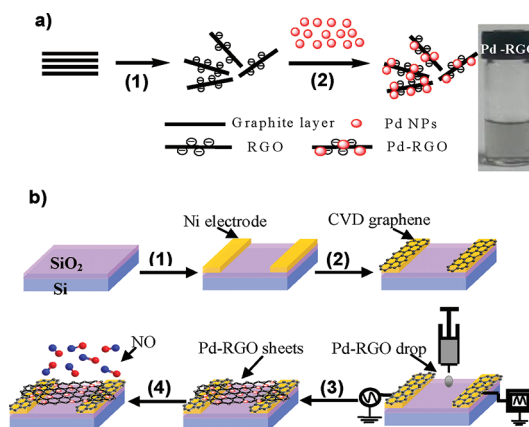 a)
Pd -RGO
(1)
(2)
Graphite layer
Pd NPs
RGO
Pd-RGO
b)
Ni electrode
CVD graphene
SiO2
Si
(1)
(2)
NO
Pd-RGO sheets
Pd-RGO drop
(4)
(3)